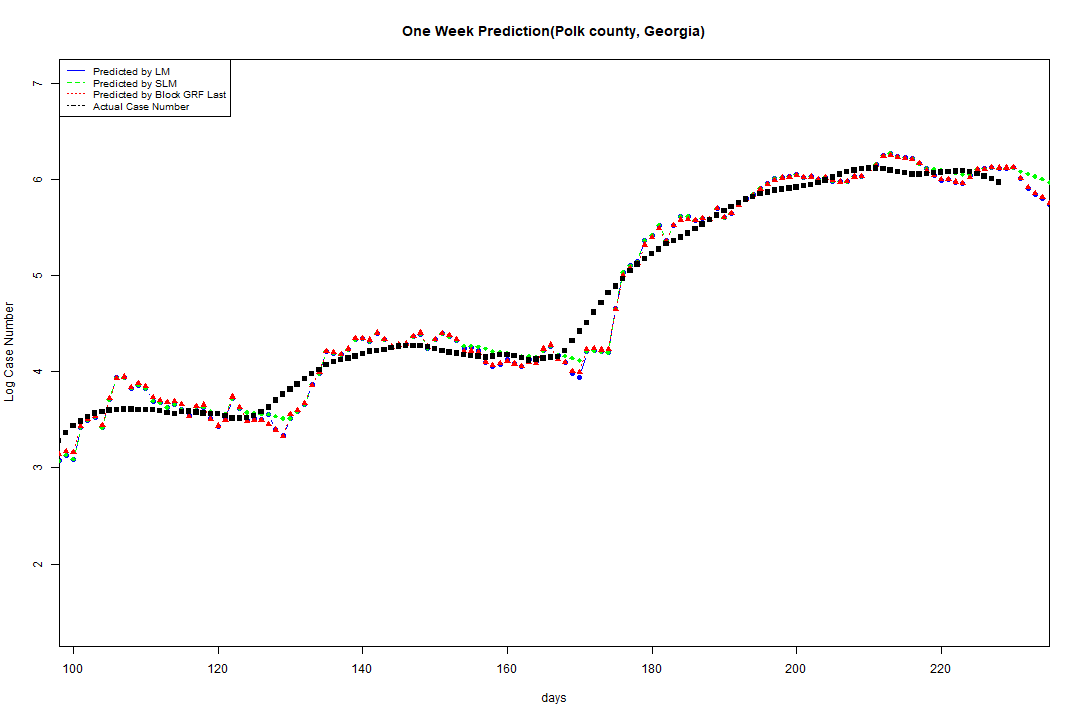 One Week Prediction(Polk county, Georgia)
Predicted by LM
Predicted by SLM
Predicted by Block GRF Last
Actual Case Number
7
6
5
4
3
2
Log Case Number
100 120 140 160 180 200 220
days